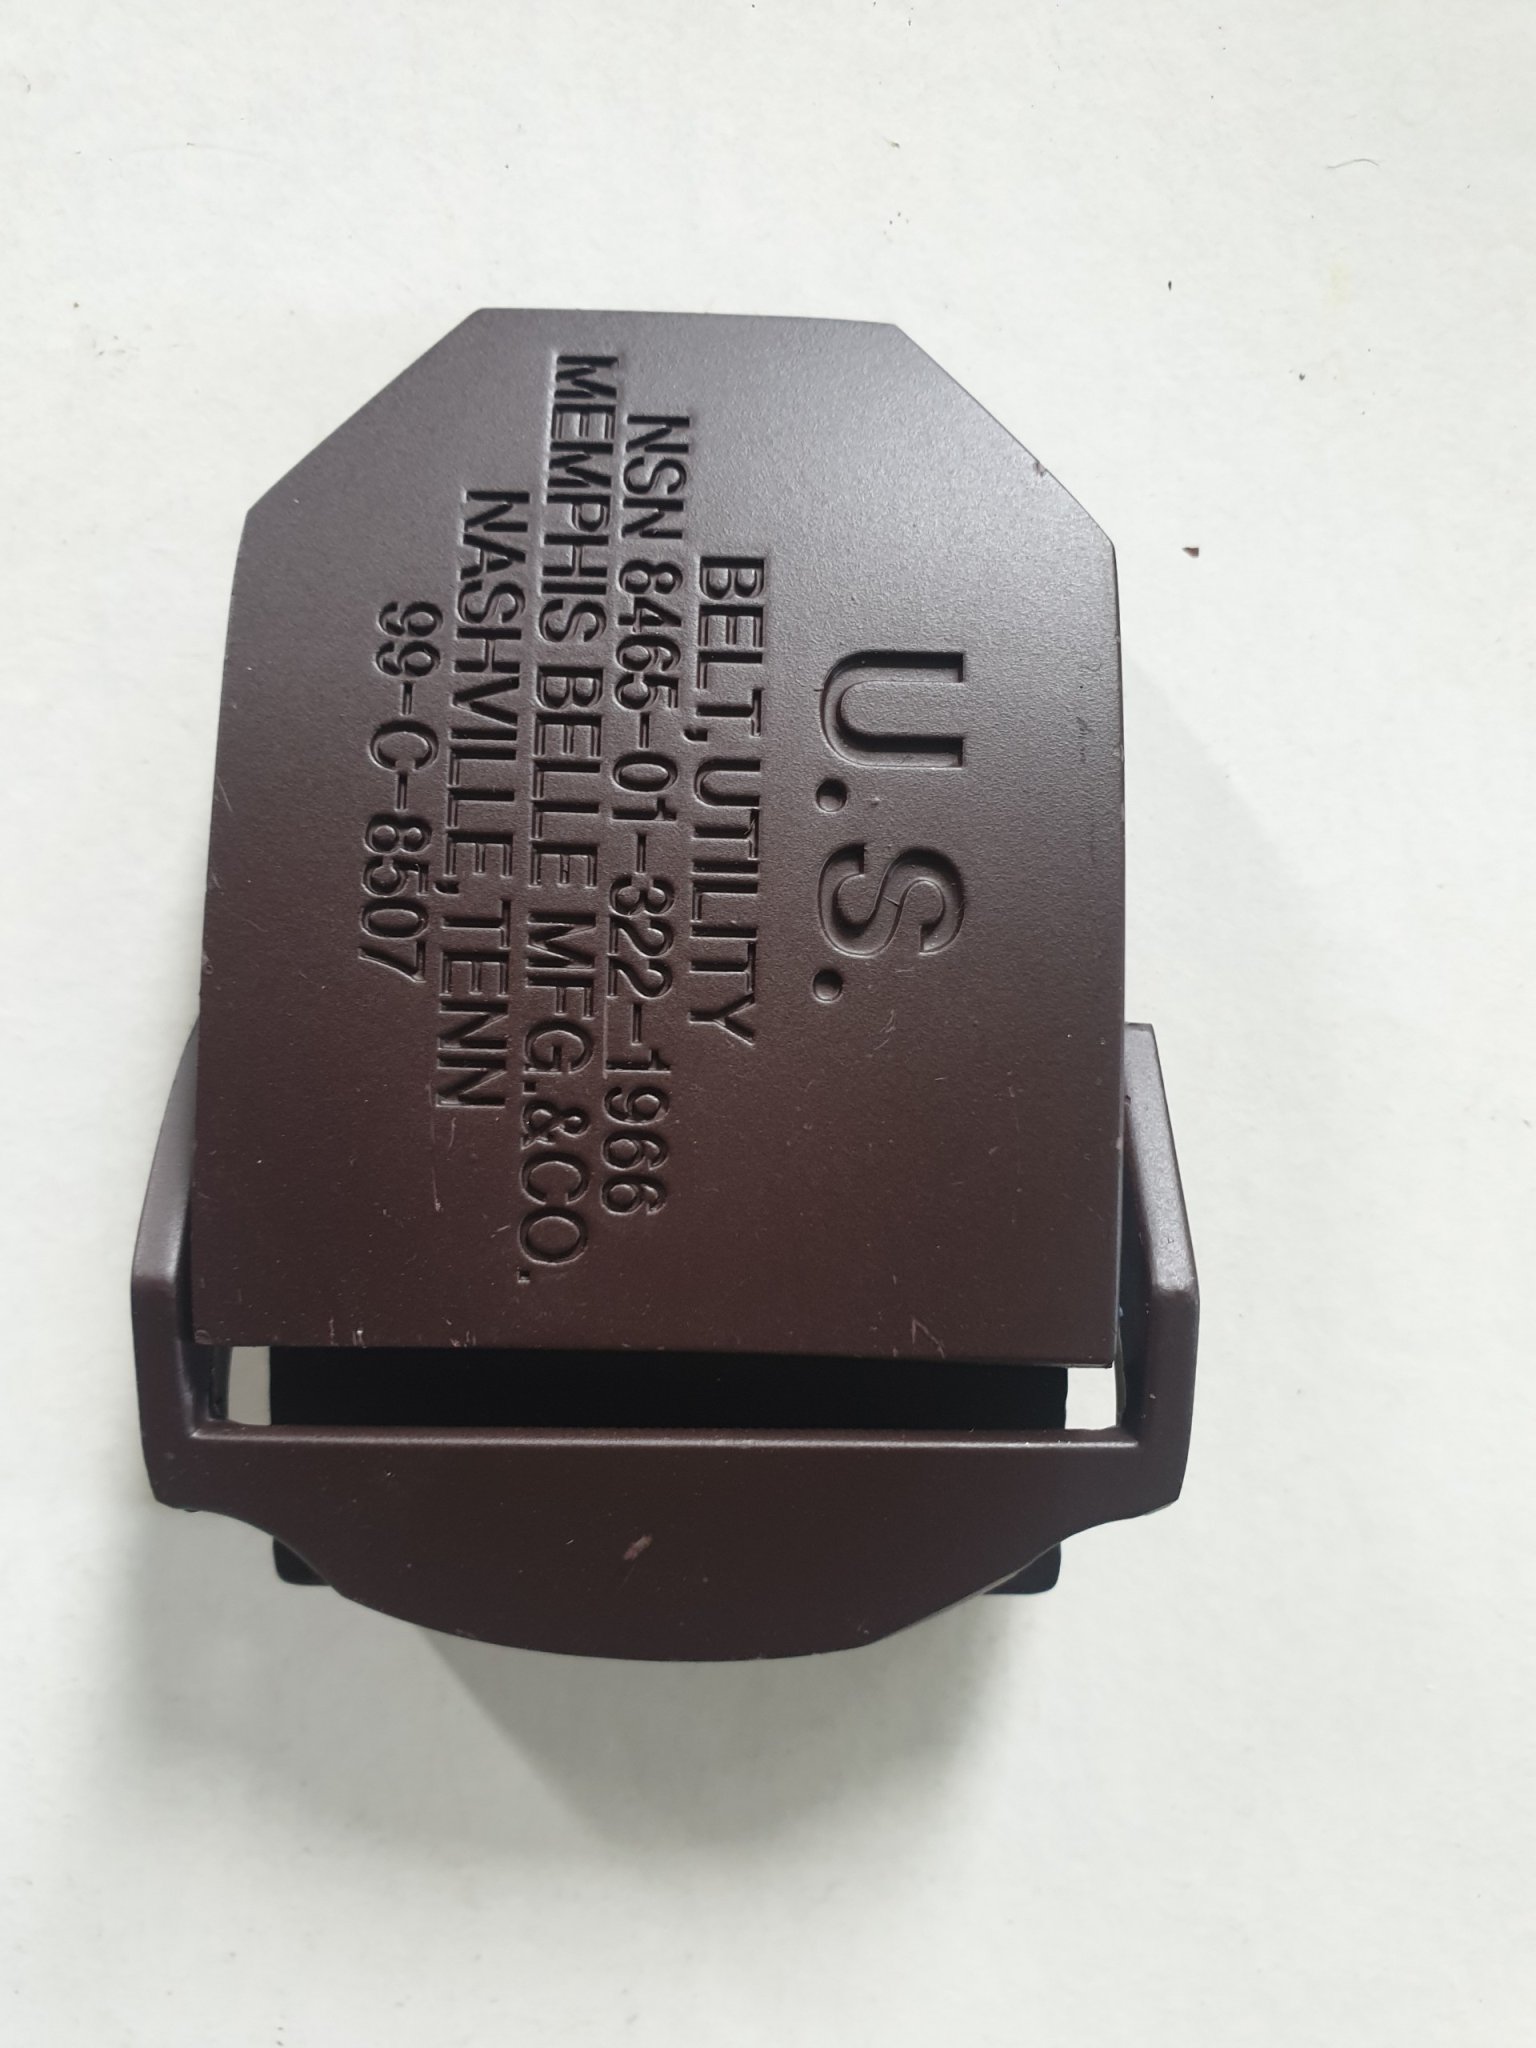 U.S.
BELT, UTILITY
NSN 8465-01-322-1966
MEMPHIS BELLE MFG.&CO.
NASHVILLE, TENN
99-C-8507